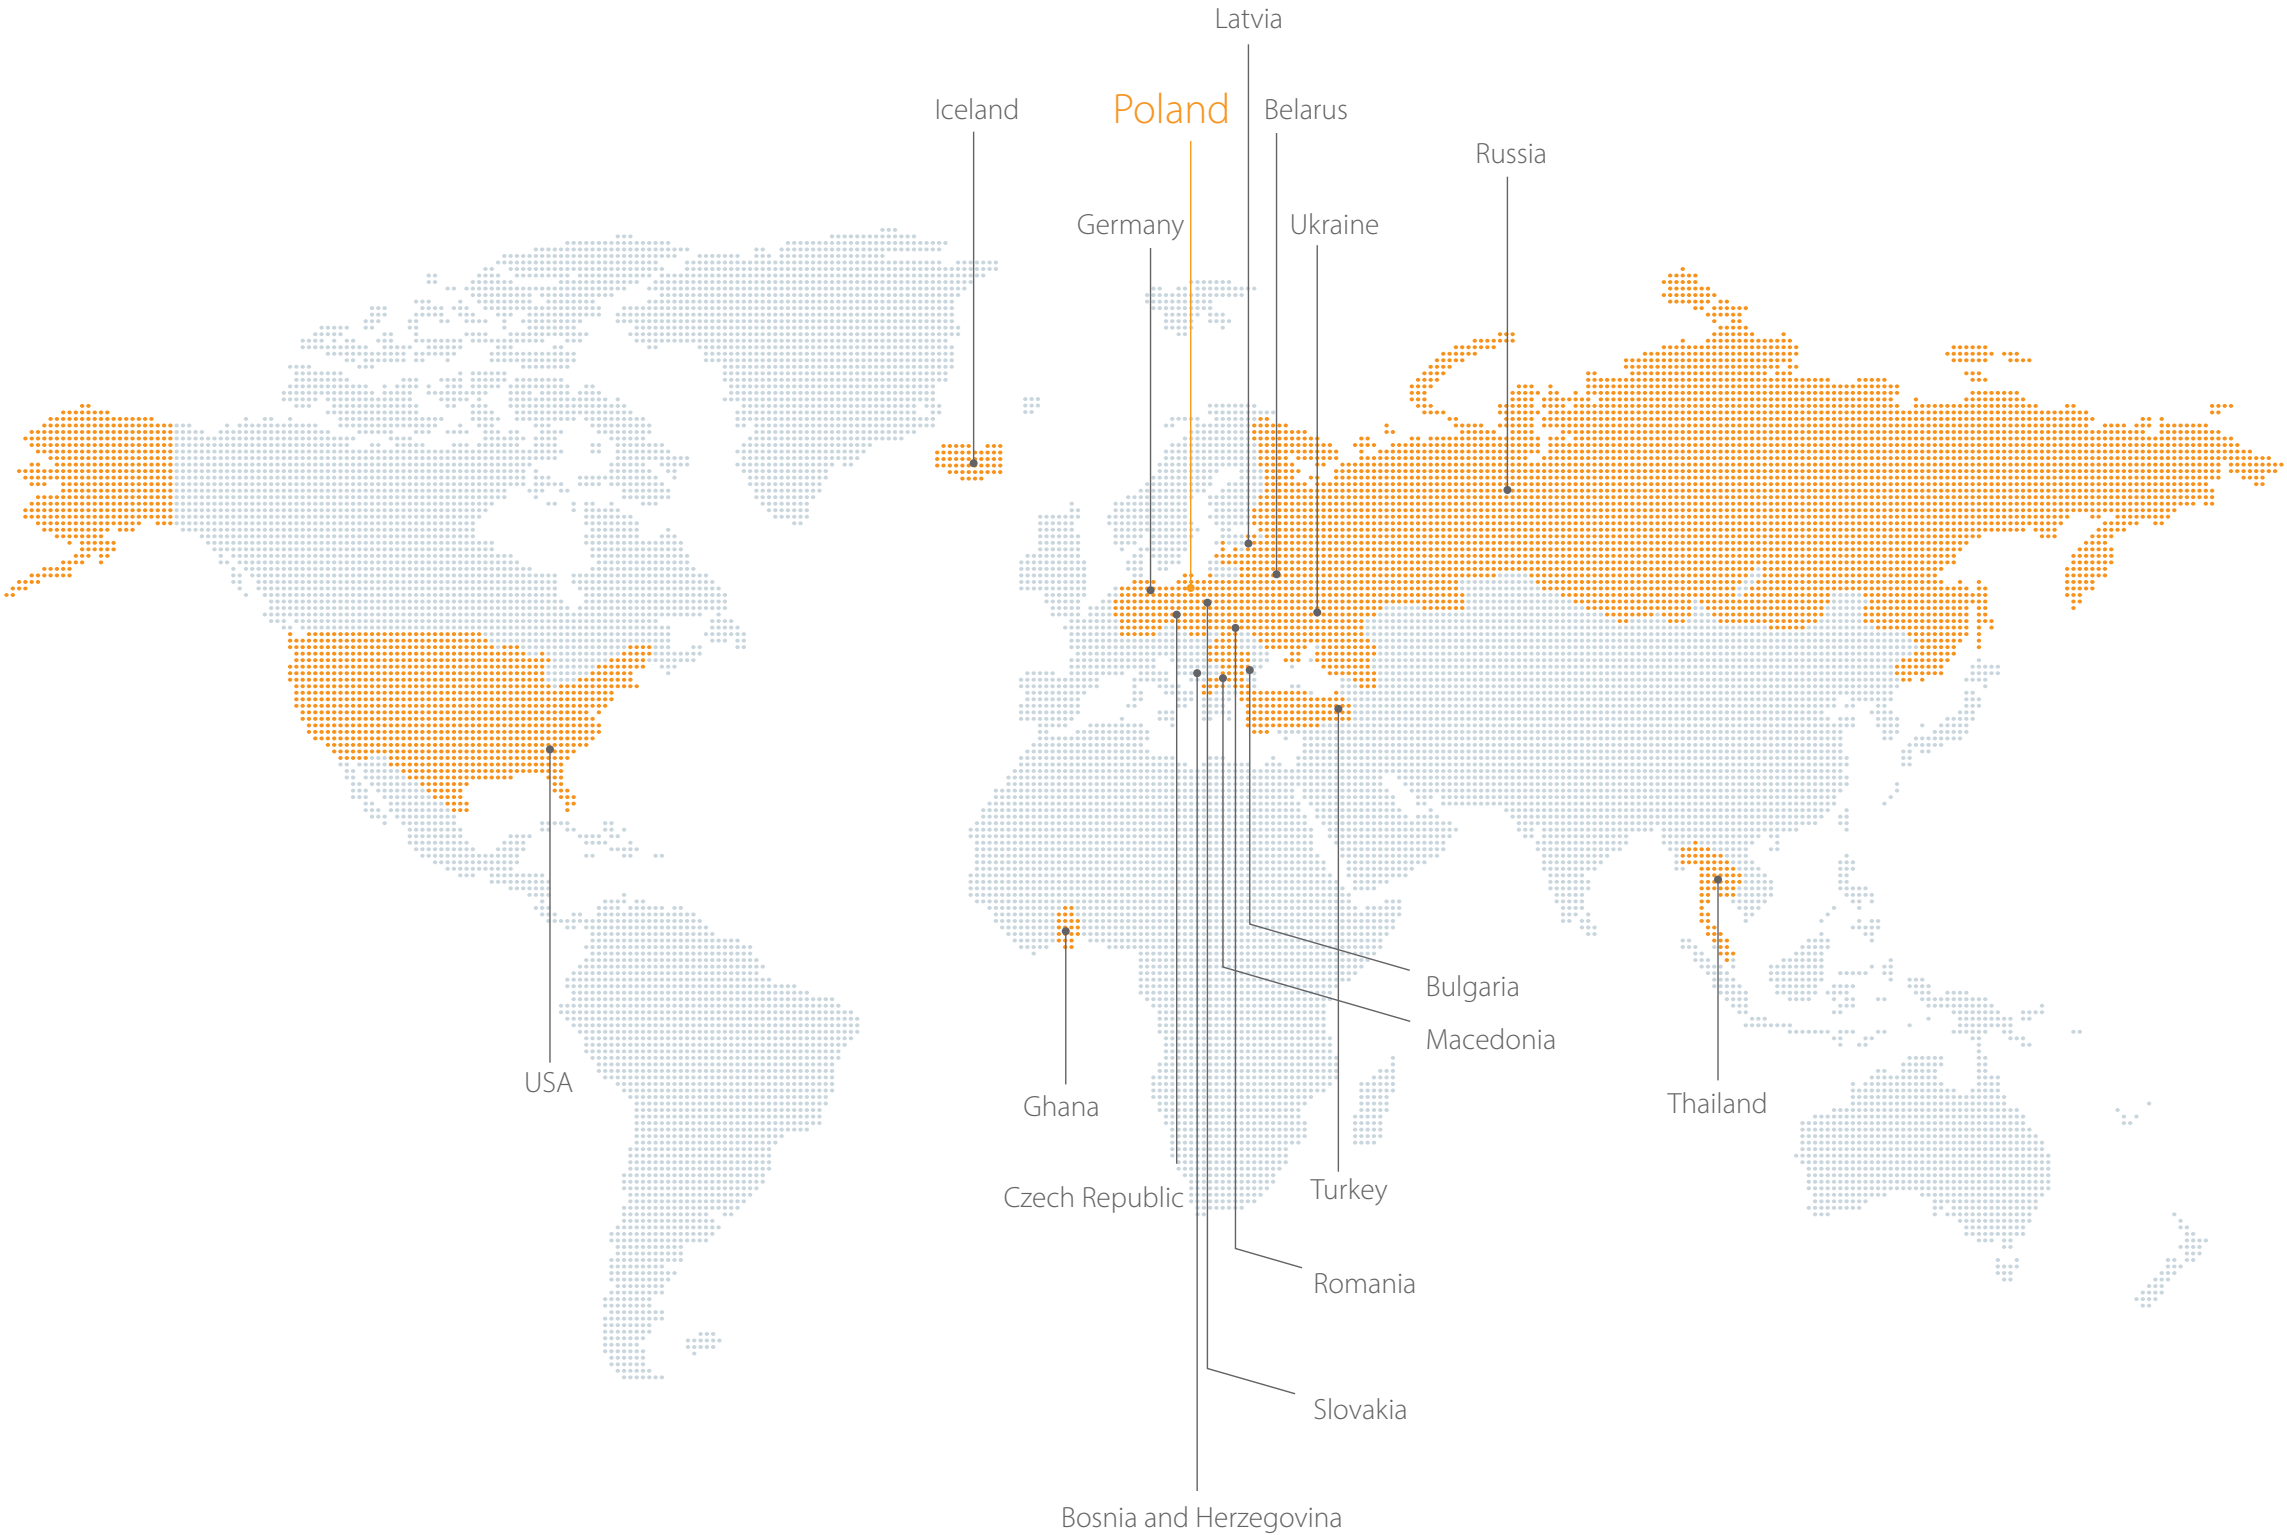 Latvia
Iceland
Poland
Belarus
Russia
Germany
Ukraine
Bulgaria
Macedonia
USA
Ghana
Thailand
Czech Republic
Turkey
Romania
Slovakia
Bosnia and Herzegovina